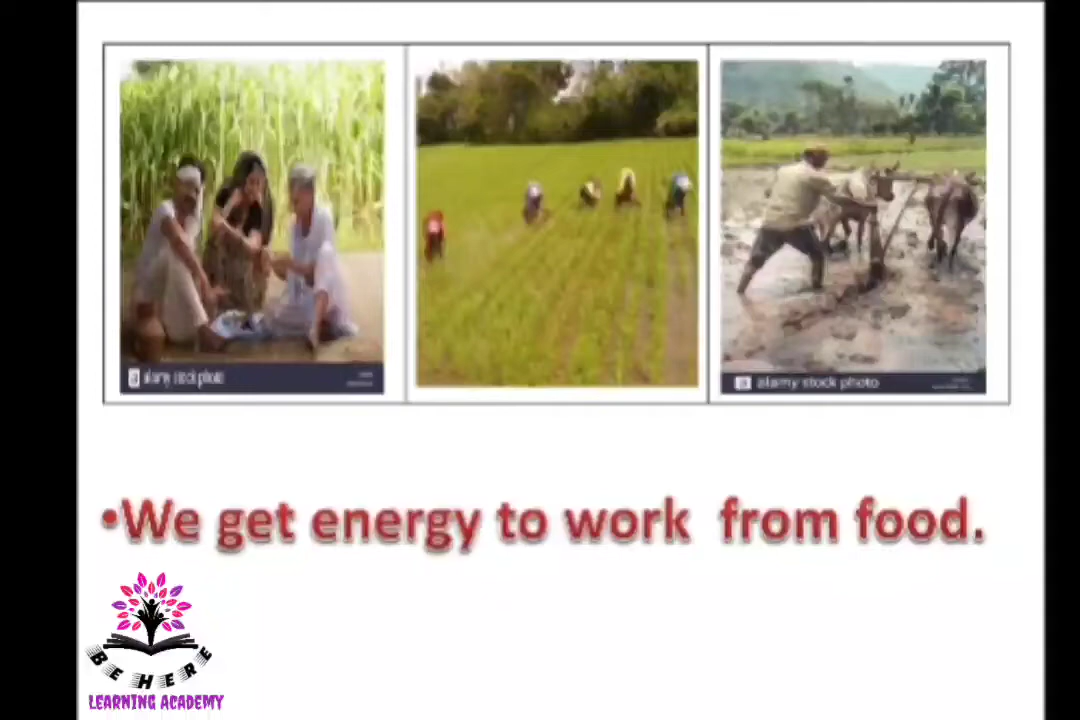 alamy stock photo
alamy stock photo
•We get energy to work from food.
BE HERE
LEARNING ACADEMY